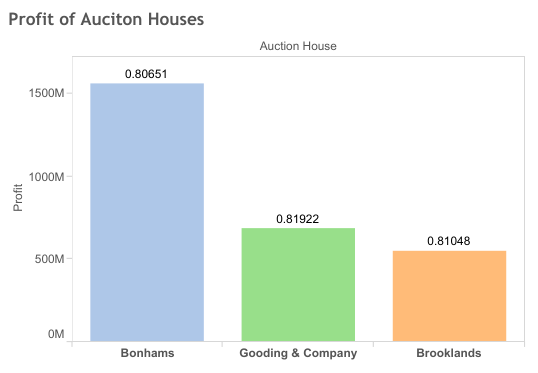 Profit of Auciton Houses
Auction House
0.80651
0.81922
0.81048
1500M
1000M
500M
0M
Profit
Bonhams
Gooding & Company
Brooklands